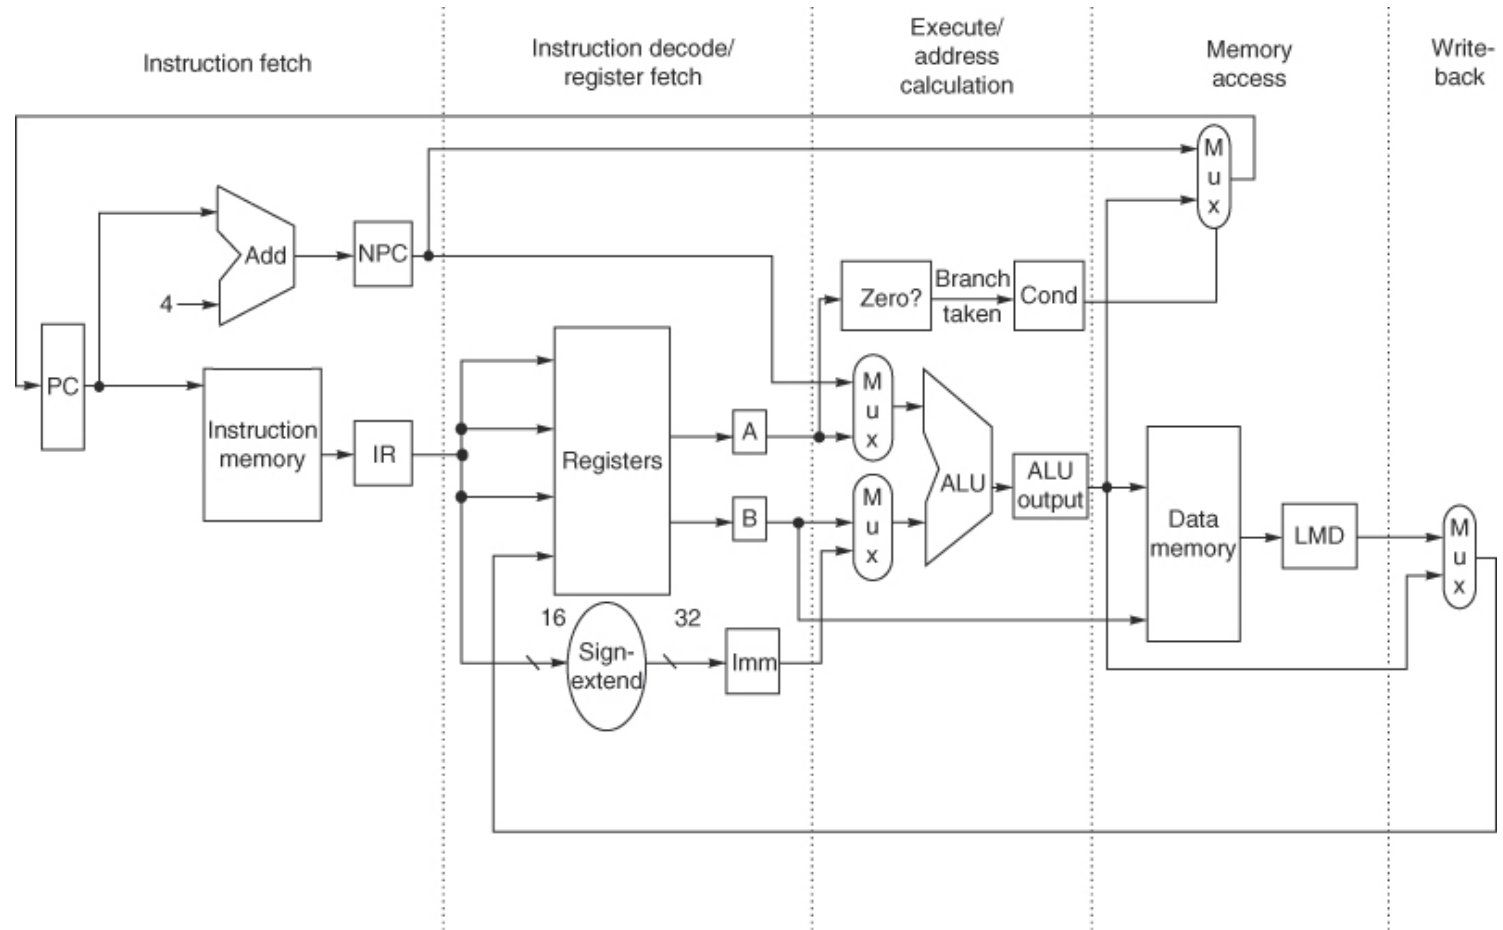 Instruction fetch
Instruction decode/
register fetch
Execute/
address
calculation
Memory
access
Write-
back
M
u
x
Add
NPC
4
Zero?
Branch
taken
Cond
PC
Instruction
memory
IR
Registers
A
B
M
u
x
M
u
x
ALU
ALU
output
Data
memory
LMD
M
u
x
16
32
Sign-
extend
Imm